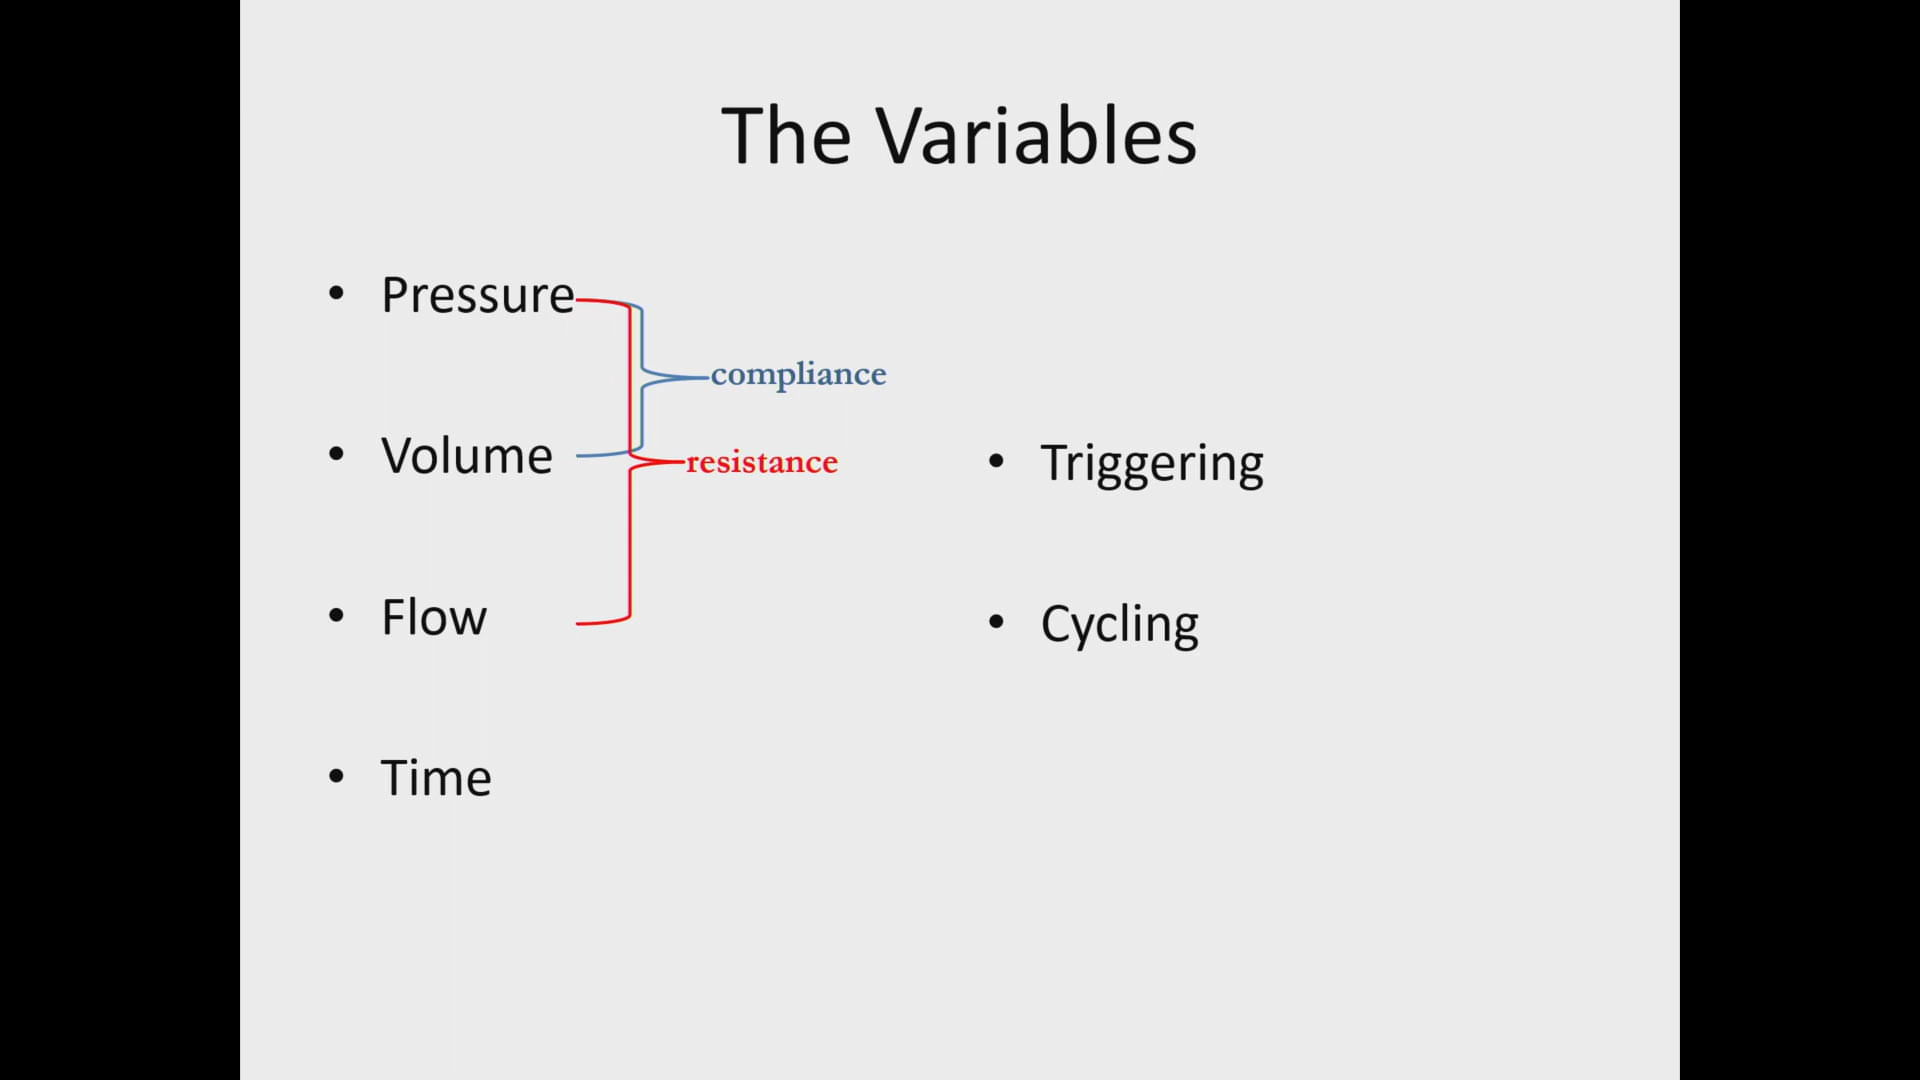 The Variables
• Pressure
compliance
• Volume
resistance
• Flow
• Time
• Triggering
• Cycling